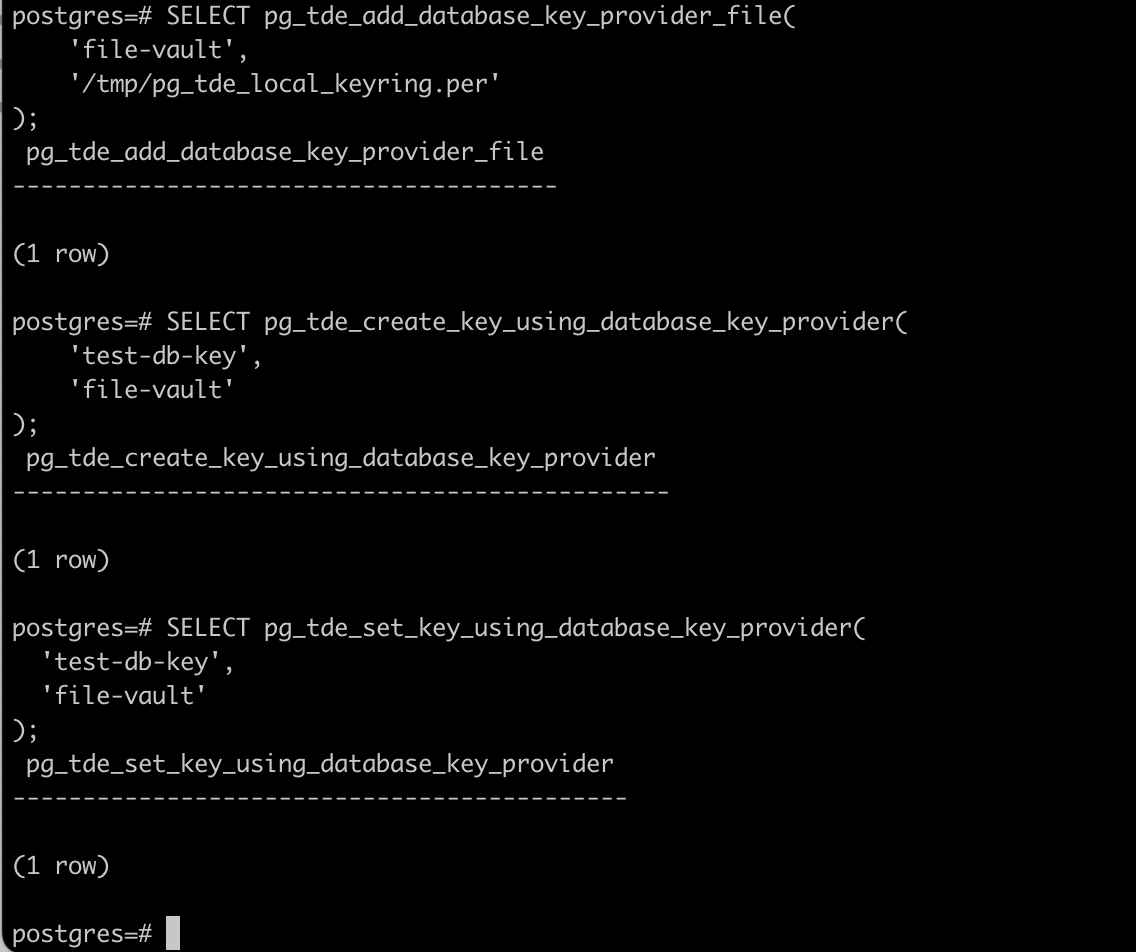 postgres=# SELECT pg_tde_add_database_key_provider_file(
    'file-vault',
    '/tmp/pg_tde_local_keyring.per'
);
 pg_tde_add_database_key_provider_file
---------------------------------------

(1 row)

postgres=# SELECT pg_tde_create_key_using_database_key_provider(
    'test-db-key',
    'file-vault'
);
 pg_tde_create_key_using_database_key_provider
-----------------------------------------------

(1 row)

postgres=# SELECT pg_tde_set_key_using_database_key_provider(
  'test-db-key',
  'file-vault'
);
 pg_tde_set_key_using_database_key_provider
--------------------------------------------

(1 row)

postgres=#